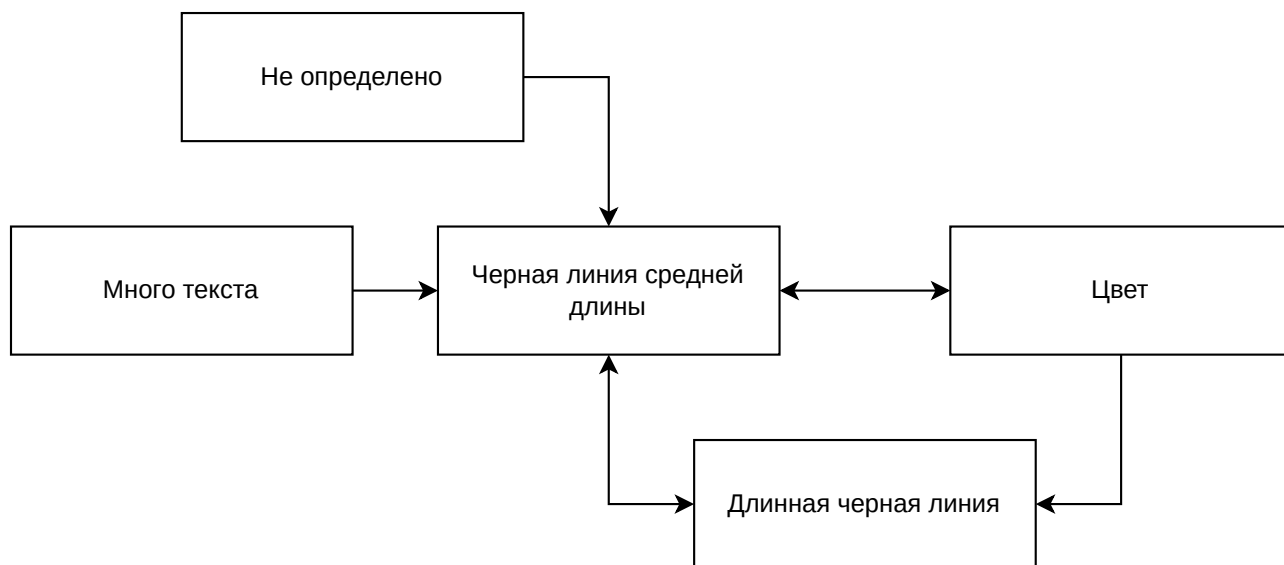 Не определено
Много текста
Черная линия средней
длины
Цвет
Длинная черная линия